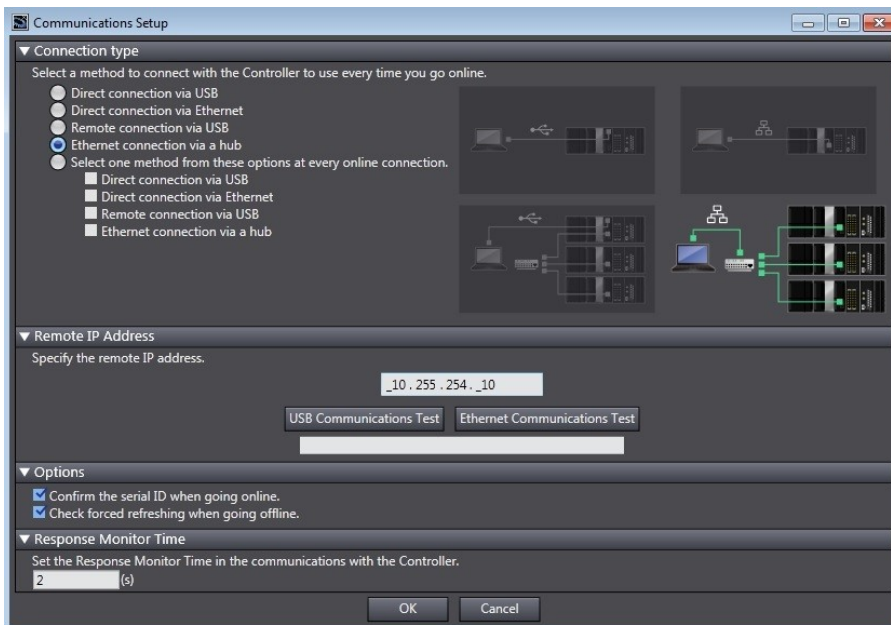 Communications Setup
▼ Connection type
Select a method to connect with the Controller to use every time you go online.
Direct connection via USB
Direct connection via Ethernet
Remote connection via USB
Ethernet connection via a hub
Select one method from these options at every online connection.
Direct connection via USB
Direct connection via Ethernet
Remote connection via USB
Ethernet connection via a hub
▼ Remote IP Address
Specify the remote IP address.
_10 . 255 . 254 . _10
USB Communications Test Ethernet Communications Test
▼ Options
Confirm the serial ID when going online.
Check forced refreshing when going offline.
▼ Response Monitor Time
Set the Response Monitor Time in the communications with the Controller.
2 (s)
OK Cancel